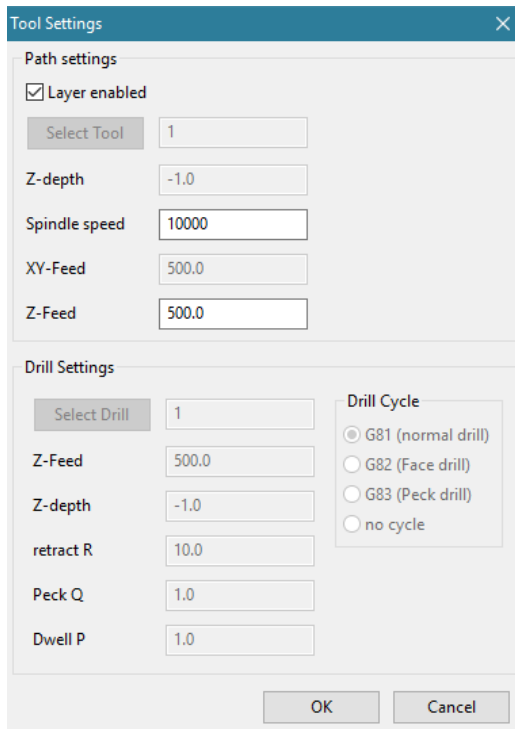 Tool Settings
Path settings
Layer enabled
Select Tool 1
Z-depth -1.0
Spindle speed 10000
XY-Feed 500.0
Z-Feed 500.0
Drill Settings
Select Drill 1
Z-Feed 500.0
Z-depth -1.0
retract R 10.0
Peck Q 1.0
Dwell P 1.0
Drill Cycle
G81 (normal drill)
G82 (Face drill)
G83 (Peck drill)
no cycle
OK Cancel